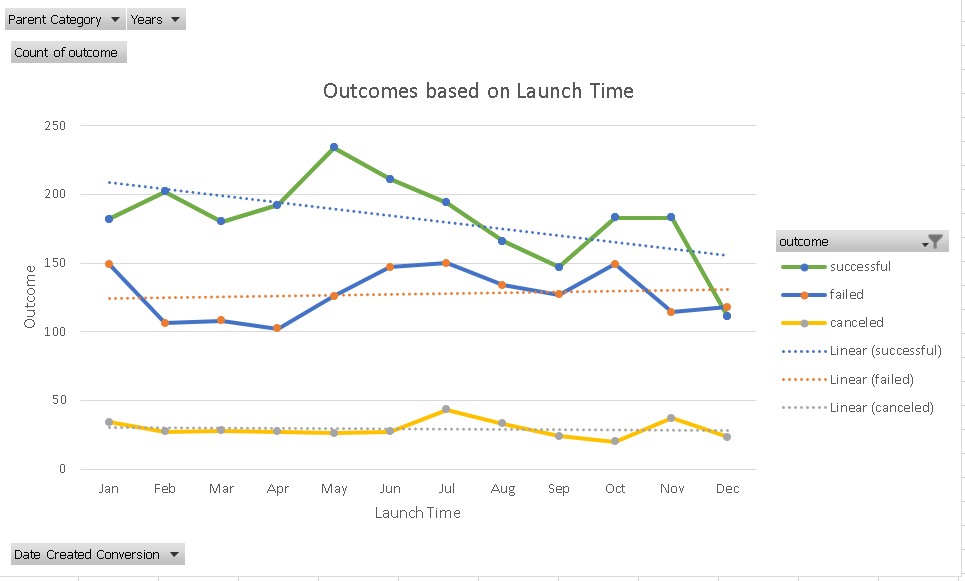 Parent Category Years
Count of outcome
Outcomes based on Launch Time
250
200
150
100
50
0
Outcome
Jan Feb Mar Apr May Jun Jul Aug Sep Oct Nov Dec
Launch Time
outcome
successful
failed
canceled
Linear (successful)
Linear (failed)
Linear (canceled)
Date Created Conversion